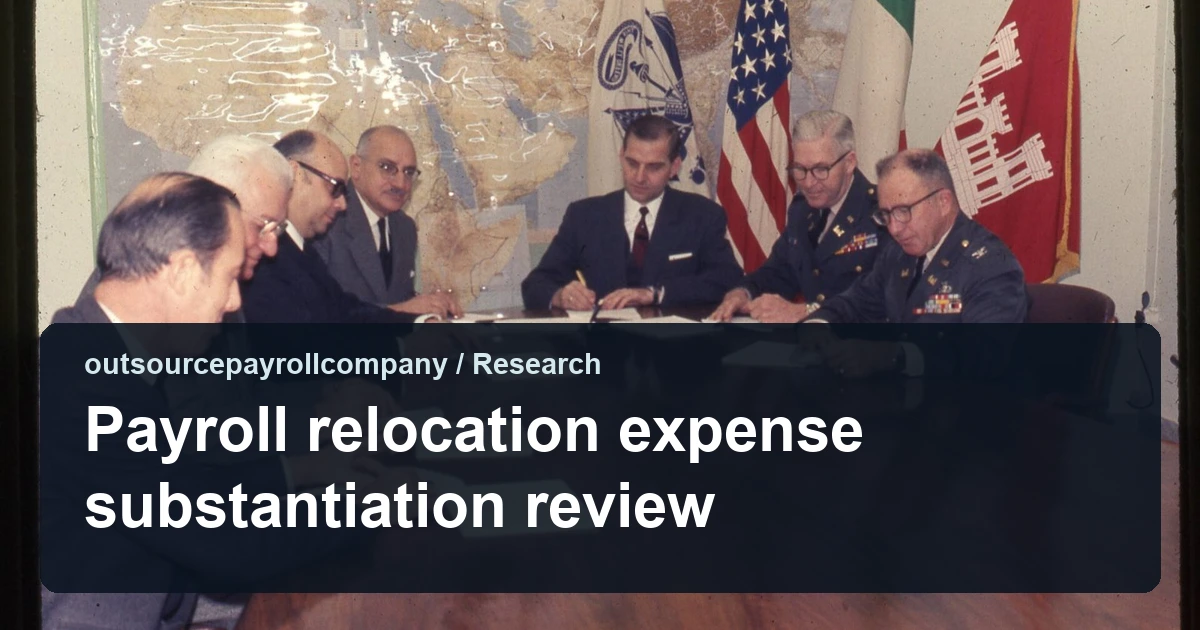 outsourcepayrollcompany / Research
Payroll relocation expense
substantiation review